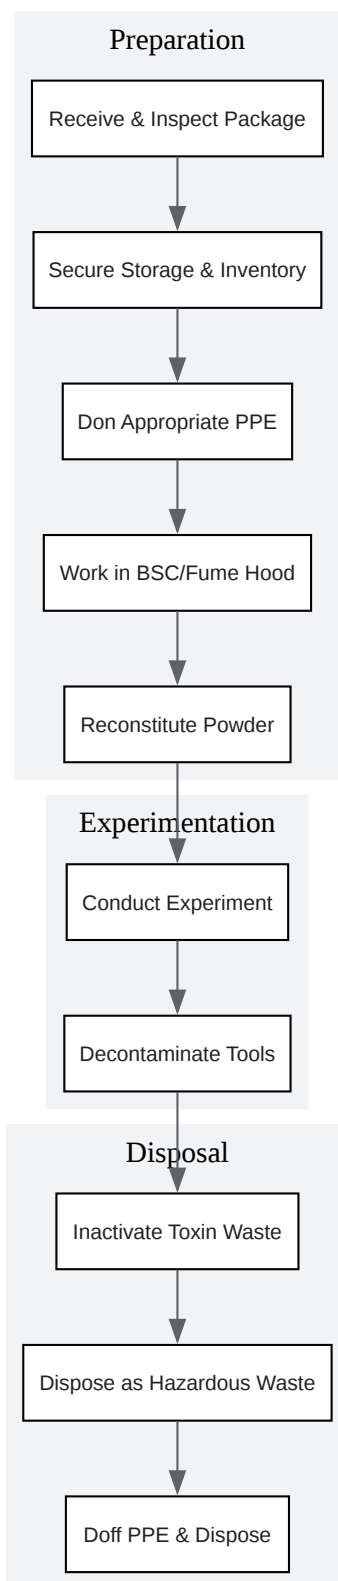 Preparation
Receive & Inspect Package
Secure Storage & Inventory
Don Appropriate PPE
Work in BSC/Fume Hood
Reconstitute Powder
Experimentation
Conduct Experiment
Decontaminate Tools
Disposal
Inactivate Toxin Waste
Dispose as Hazardous Waste
Doff PPE & Dispose